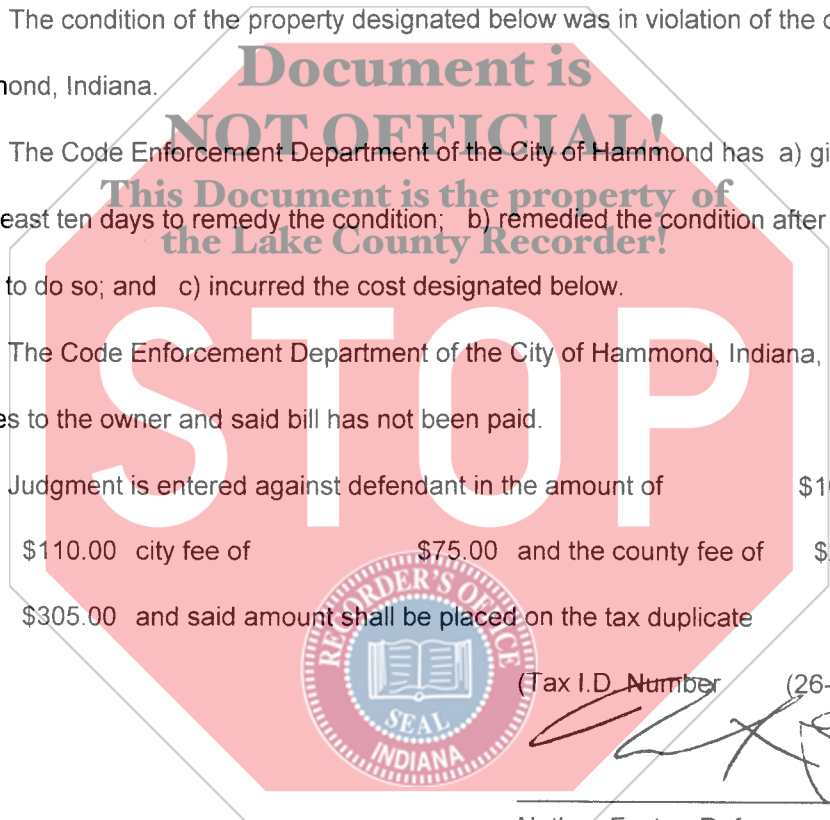 The condition of the property designated below was in violation of the
Document is
mond, Indiana.
NOT OFFICIAL!
The Code Enforcement Department of the City of Hammond has a) gi
This Document is the property of
east ten days to remedy the condition; b) remedied the condition after
the Lake County Recorder!
to do so; and c) incurred the cost designated below.
STOP
The Code Enforcement Department of the City of Hammond, Indiana,
es to the owner and said bill has not been paid.
Judgment is entered against defendant in the amount of $1
$110.00 city fee of $75.00 and the county fee of $
$305.00 and said amount shall be placed on the tax duplicate
RECORDER'S OFFICE
SEAL
INDIANA
(Tax I.D. Number (26-